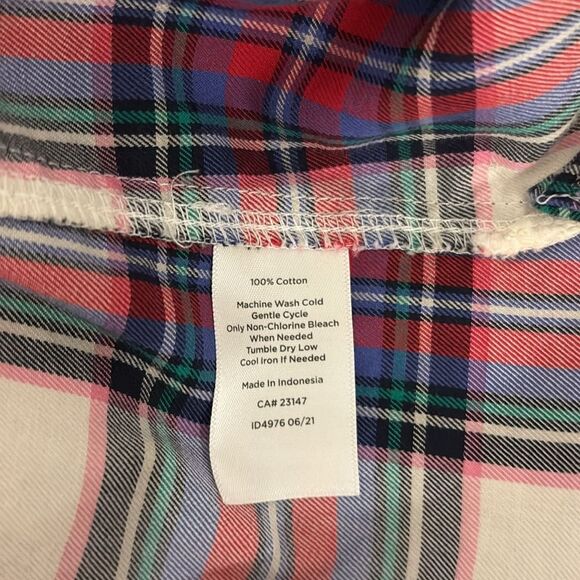 100% Cotton
Machine Wash Cold
Gentle Cycle
Only Non-Chlorine Bleach
When Needed
Tumble Dry Low
Cool Iron If Needed
Made In Indonesia
CA# 23147
ID4976 06/21